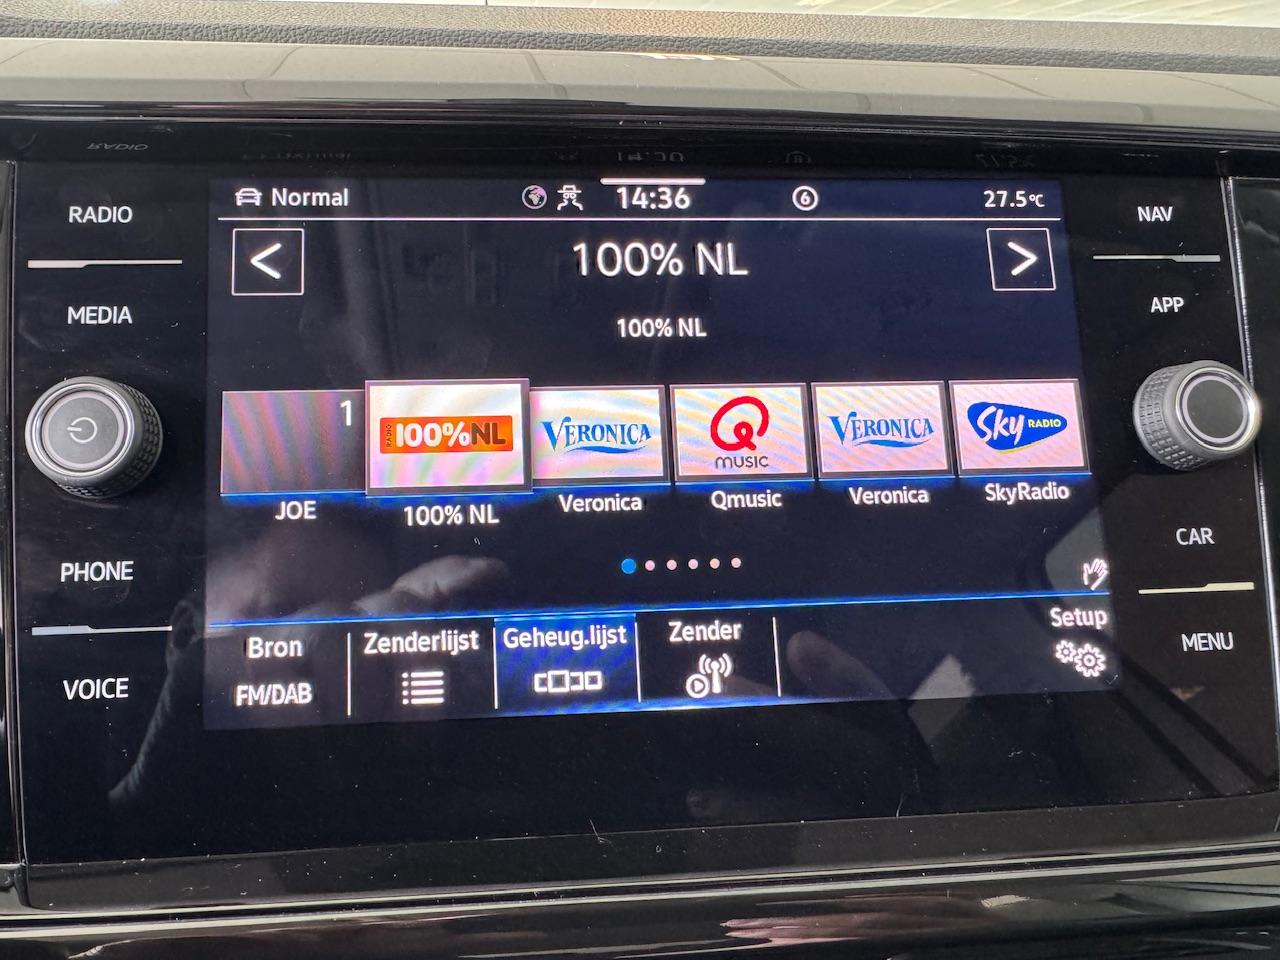 RADIO
MEDIA
PHONE
VOICE
Normal
14:36
6
27.5°C
<
100% NL
>
100% NL
1
RADIO 100%NL
VERONICA
Q
MUSIC
VERONICA
Sky RADIO
JOE
100% NL
Veronica
Qmusic
Veronica
SkyRadio
Bron
FM/DAB
Zenderlijst
Geheug.lijst
Zender
Setup
NAV
APP
CAR
MENU